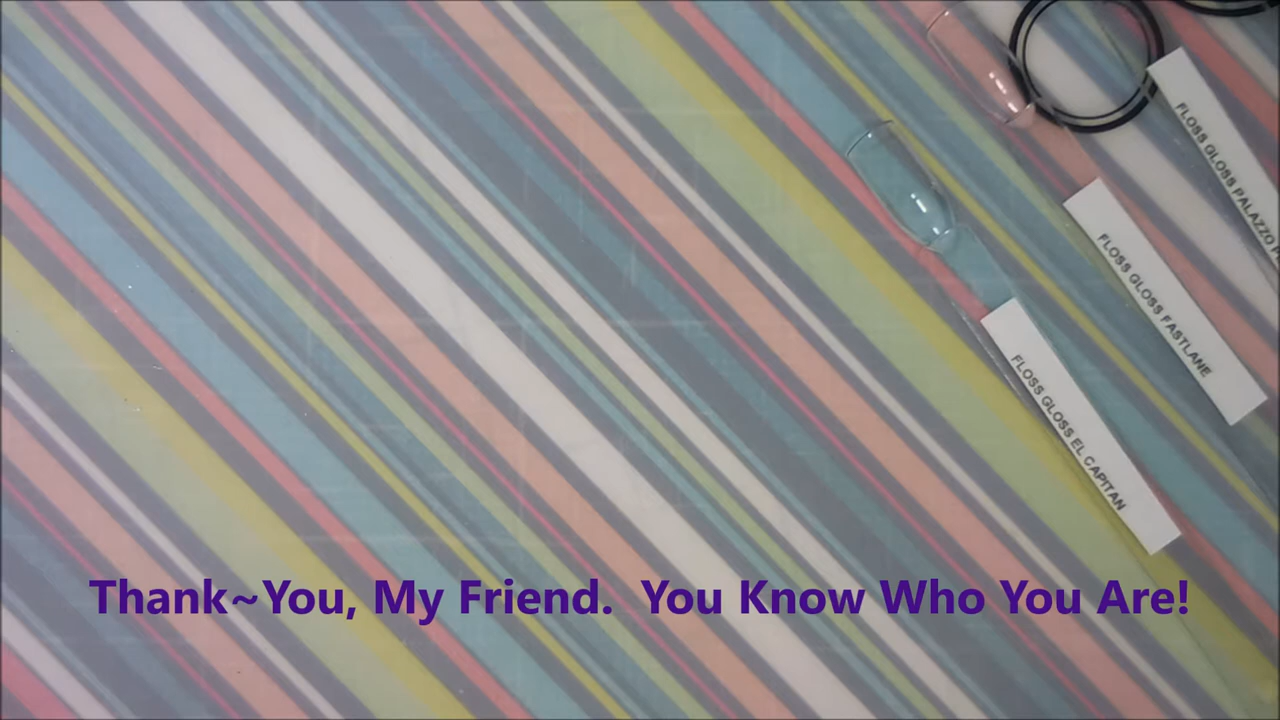 FLOSS GLOSS PALAZZO
FLOSS GLOSS FASTLANE
FLOSS GLOSS EL CAPITAN
Thank~You, My Friend. You Know Who You Are!